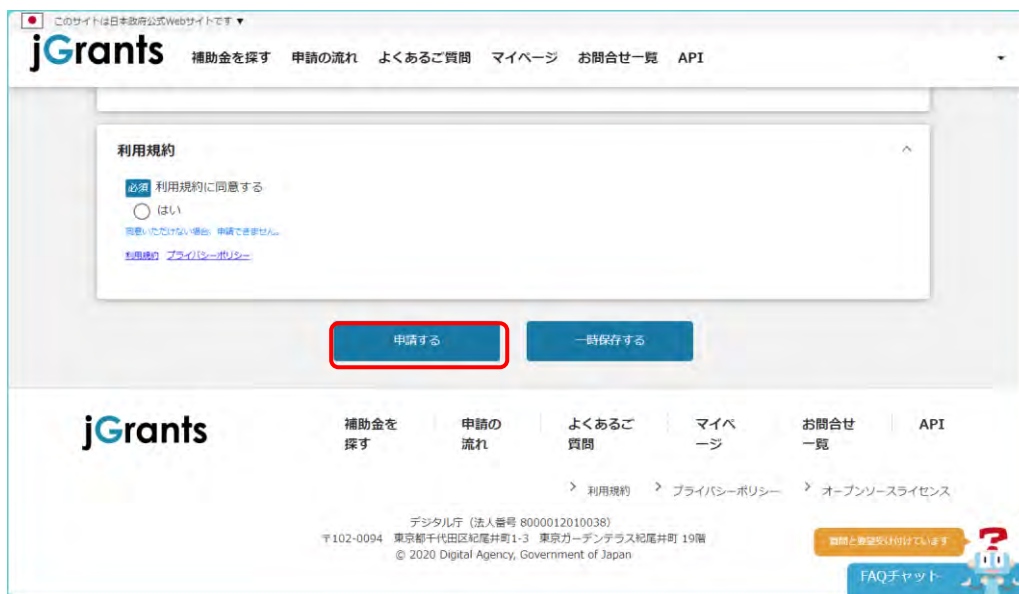 このサイトは日本政府公式Webサイトです ▼
jGrants 補助金を探す 申請の流れ よくあるご質問 マイページ お問合せ一覧 API
利用規約
必須 利用規約に同意する
はい
同意いただけない場合、申請できません。
利用規約 プライバシーポリシー
申請する 一時保存する
jGrants 補助金を 申請の よくあるご マイペ お問合せ API
探す 流れ 質問 ージ 一覧
利用規約 プライバシーポリシー オープンソースライセンス
デジタル庁（法人番号 8000012010038）
〒102-0094 東京都千代田区紀尾井町1-3 東京ガーデンテラス紀尾井町 19階
© 2020 Digital Agency, Government of Japan
質問と要望受け付けています
FAQチャット